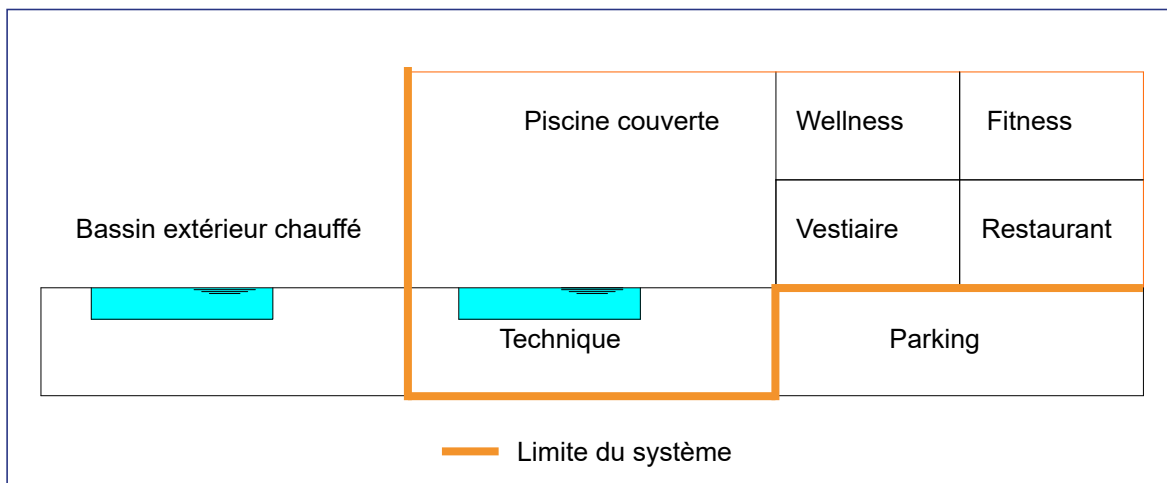 Piscine couverte
Wellness
Fitness
Bassin extérieur chauffé
Vestiaire
Restaurant
Technique
Parking
Limite du système